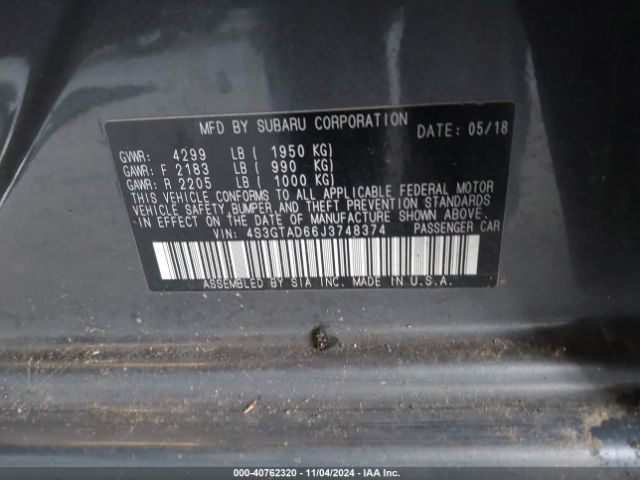 MFD BY SUBARU CORPORATION DATE: 05/18
GVWR: 4299 LB ( 1950 KG)
GAWR: F 2183 LB ( 990 KG)
GAWR: R 2205 LB ( 1000 KG)
THIS VEHICLE CONFORMS TO ALL APPLICABLE FEDERAL MOTOR
VEHICLE SAFETY, BUMPER, AND THEFT PREVENTION STANDARDS
IN EFFECT ON THE DATE OF MANUFACTURE SHOWN ABOVE.
VIN: 4S3GTAD66J3748374 PASSENGER CAR
ASSEMBLED BY SIA INC. MADE IN U.S.A.
000-40762320 - 11/04/2024 - IAA Inc.